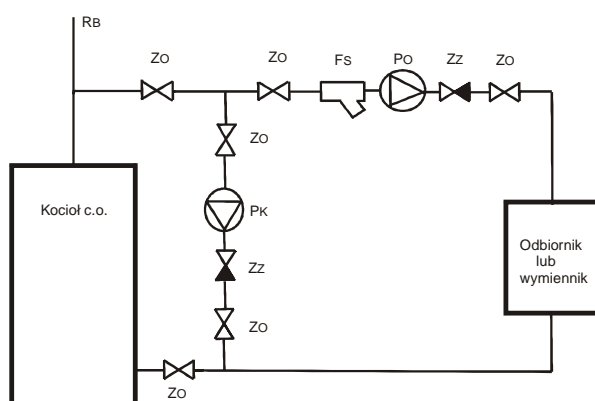 RB
ZO
ZO
FS
PO
ZZ
ZO
ZO
Kocioł c.o.
PK
Odbiornik
lub
wymiennik
ZZ
ZO
ZO